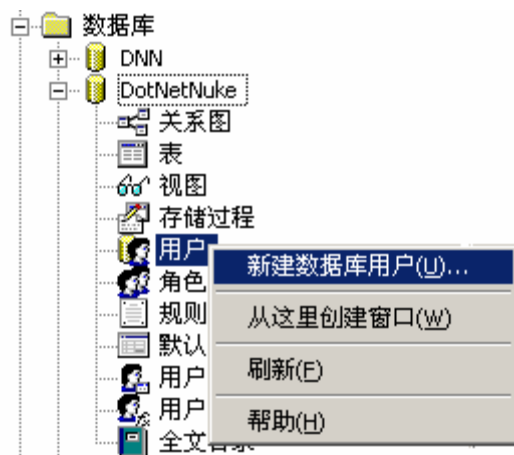 数据库
DNN
DotNetNuke
关系图
表
视图
存储过程
用户
新建数据库用户(U)...
角色
规则
从这里创建窗口(W)
默认
用户
刷新(F)
用户
帮助(H)
全文